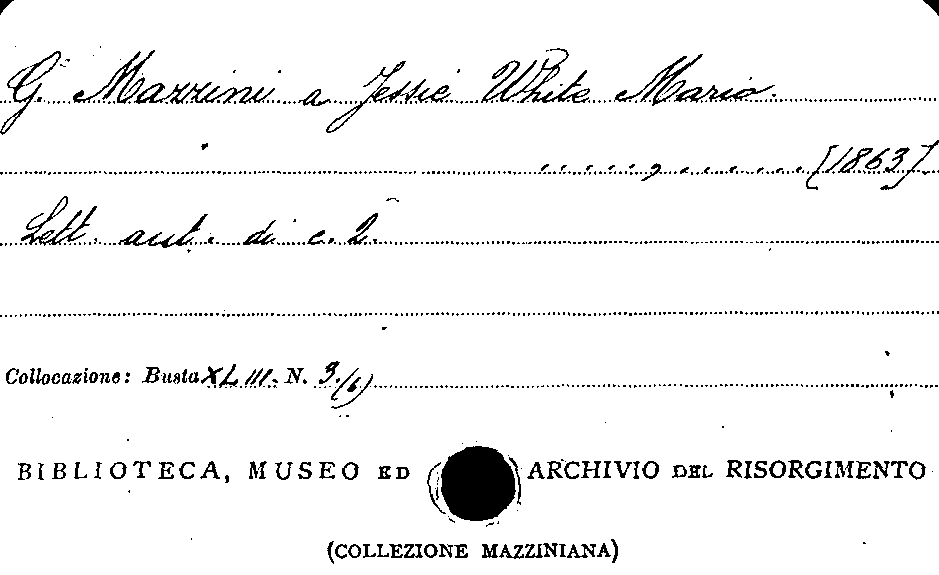 G. Mazzini a Jessie White Mario.
....., ...... [1863]
Lett. aut. di c. 2.
Collocazione: Busta XLIII. N. 3 (6)
BIBLIOTECA, MUSEO ED ARCHIVIO DEL RISORGIMENTO
(COLLEZIONE MAZZINIANA)